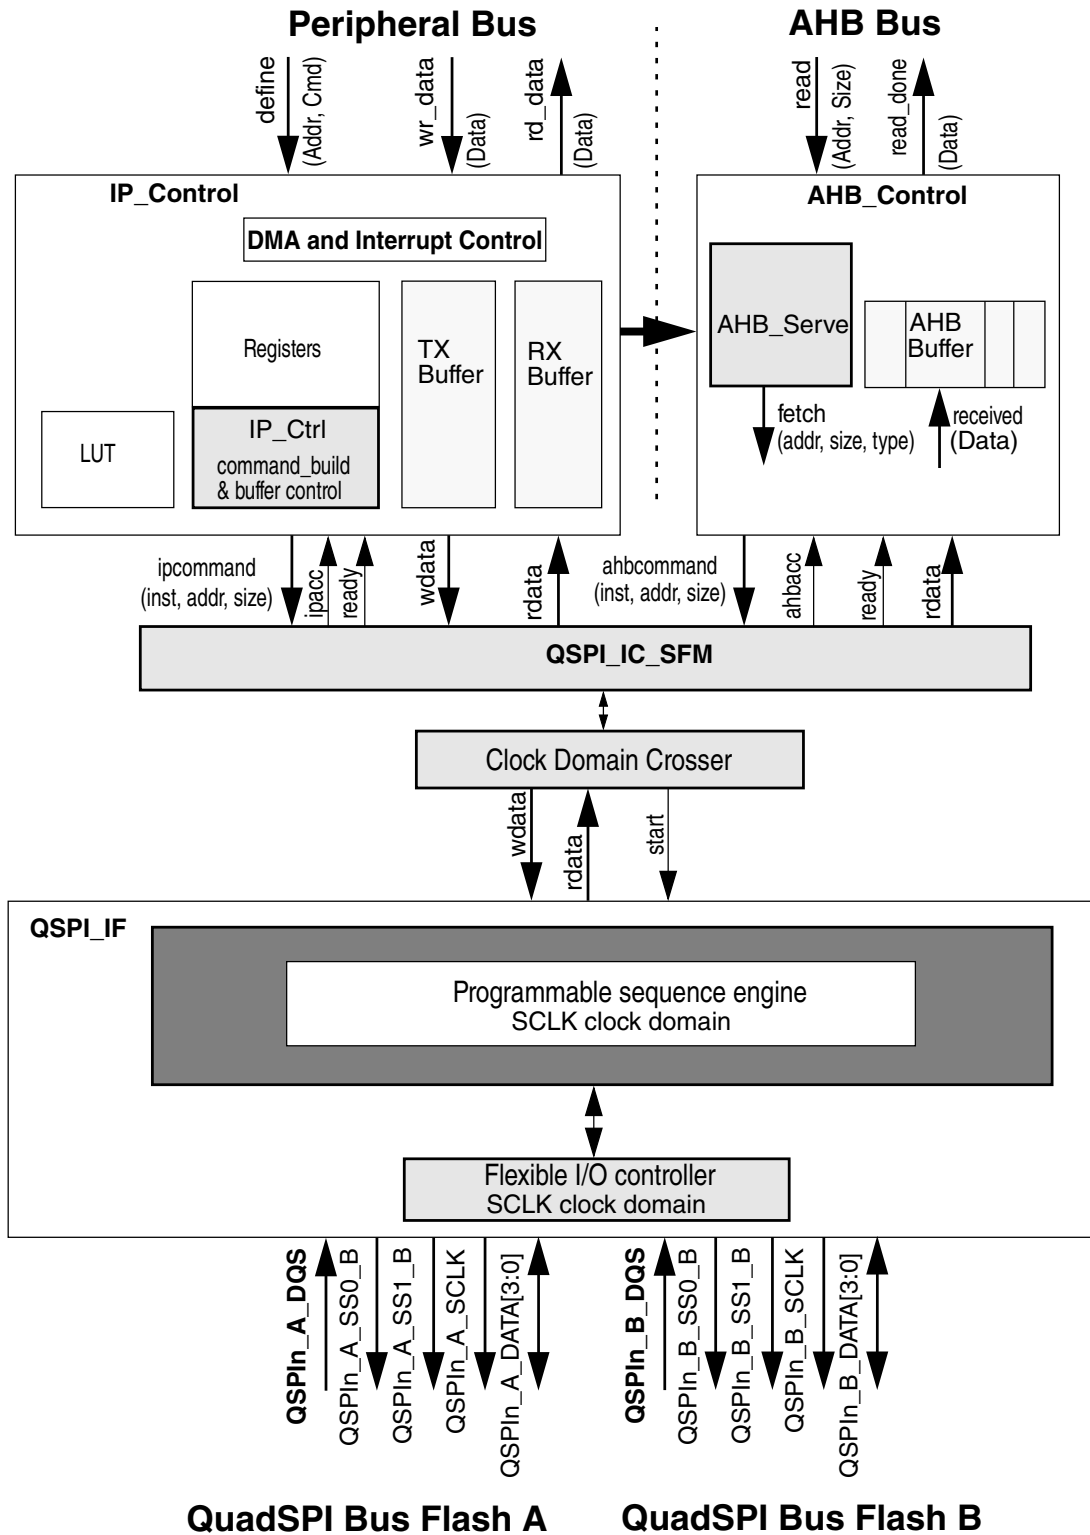 Peripheral Bus
AHB Bus
define
(Addr, Cmd)
wr_data
(Data)
rd_data
(Data)
read
(Addr, Size)
read_done
(Data)
IP_Control
DMA and Interrupt Control
Registers
TX
Buffer
RX
Buffer
LUT
IP_Ctrl
command_build
& buffer control
AHB_Control
AHB_Serve
AHB
Buffer
fetch
(addr, size, type)
received
(Data)
ipcommand
(inst, addr, size)
ipacc
ready
wdata
rdata
ahbcommand
(inst, addr, size)
ahbacc
ready
rdata
QSPI_IC_SFM
Clock Domain Crosser
wdata
rdata
start
QSPI_IF
Programmable sequence engine
SCLK clock domain
Flexible I/O controller
SCLK clock domain
QSPIn_A_DQS
QSPIn_A_SS0_B
QSPIn_A_SS1_B
QSPIn_A_SCLK
QSPIn_A_DATA[3:0]
QSPIn_B_DQS
QSPIn_B_SS0_B
QSPIn_B_SS1_B
QSPIn_B_SCLK
QSPIn_B_DATA[3:0]
QuadSPI Bus Flash A
QuadSPI Bus Flash B